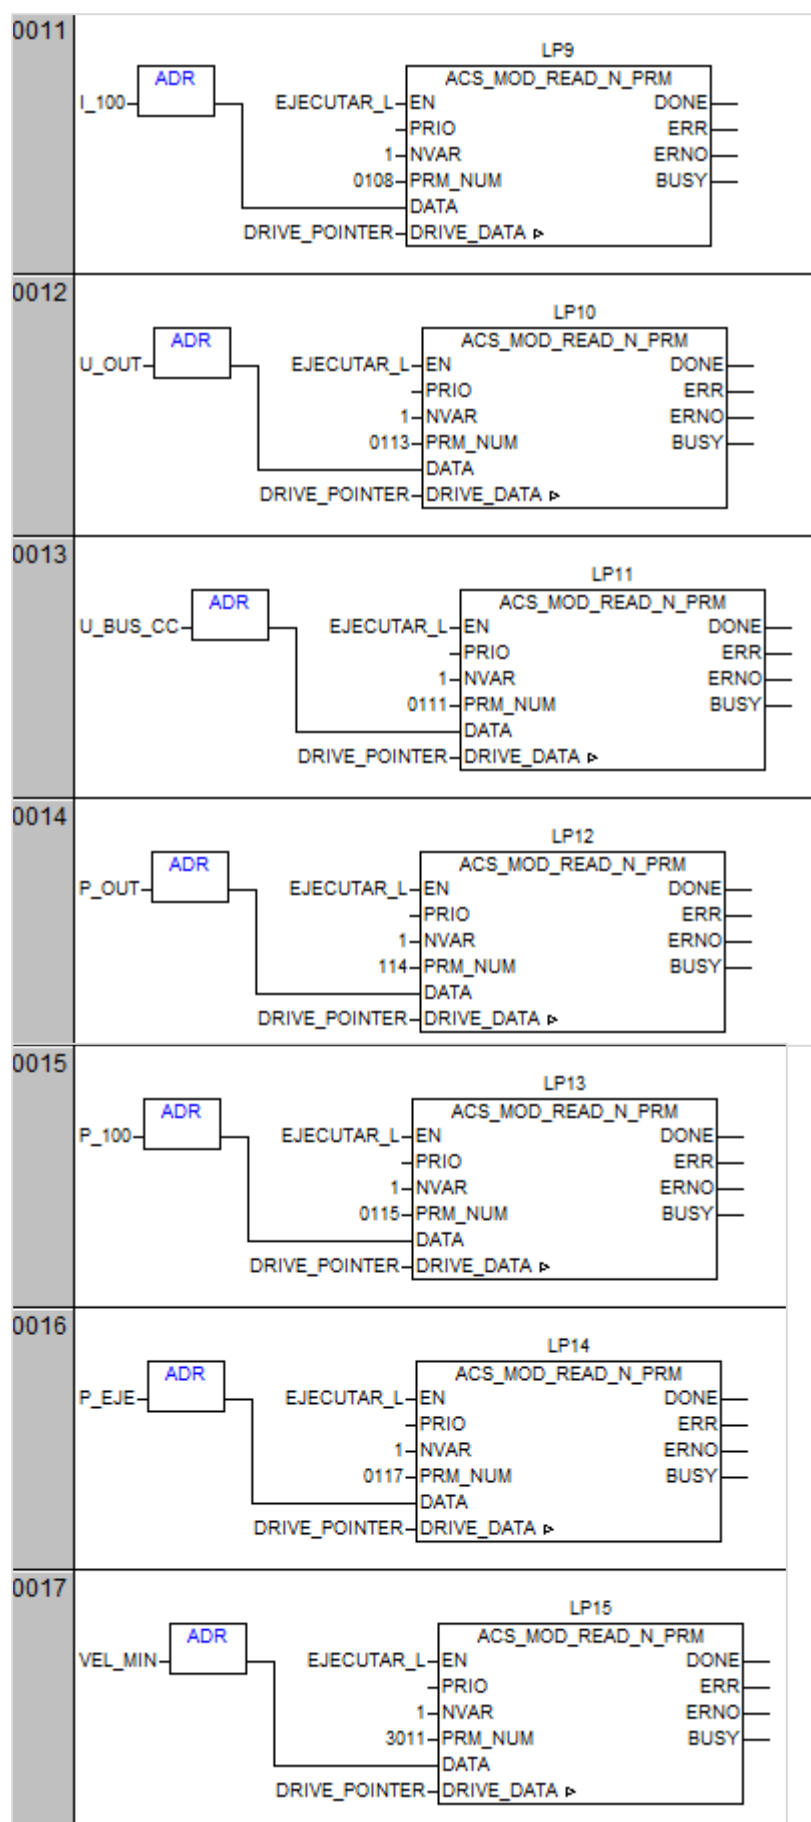 0011
LP9
ADR
ACS_MOD_READ_N_PRM
I_100
EJECUTAR_L EN DONE
PRIO ERR
1 NVAR ERNO
0108 PRM_NUM BUSY
DATA
DRIVE_POINTER DRIVE_DATA
0012
LP10
ADR
ACS_MOD_READ_N_PRM
U_OUT
EJECUTAR_L EN DONE
PRIO ERR
1 NVAR ERNO
0113 PRM_NUM BUSY
DATA
DRIVE_POINTER DRIVE_DATA
0013
LP11
ADR
ACS_MOD_READ_N_PRM
U_BUS_CC
EJECUTAR_L EN DONE
PRIO ERR
1 NVAR ERNO
0111 PRM_NUM BUSY
DATA
DRIVE_POINTER DRIVE_DATA
0014
LP12
ADR
ACS_MOD_READ_N_PRM
P_OUT
EJECUTAR_L EN DONE
PRIO ERR
1 NVAR ERNO
114 PRM_NUM BUSY
DATA
DRIVE_POINTER DRIVE_DATA
0015
LP13
ADR
ACS_MOD_READ_N_PRM
P_100
EJECUTAR_L EN DONE
PRIO ERR
1 NVAR ERNO
0115 PRM_NUM BUSY
DATA
DRIVE_POINTER DRIVE_DATA
0016
LP14
ADR
ACS_MOD_READ_N_PRM
P_EJE
EJECUTAR_L EN DONE
PRIO ERR
1 NVAR ERNO
0117 PRM_NUM BUSY
DATA
DRIVE_POINTER DRIVE_DATA
0017
LP15
ADR
ACS_MOD_READ_N_PRM
VEL_MIN
EJECUTAR_L EN DONE
PRIO ERR
1 NVAR ERNO
3011 PRM_NUM BUSY
DATA
DRIVE_POINTER DRIVE_DATA